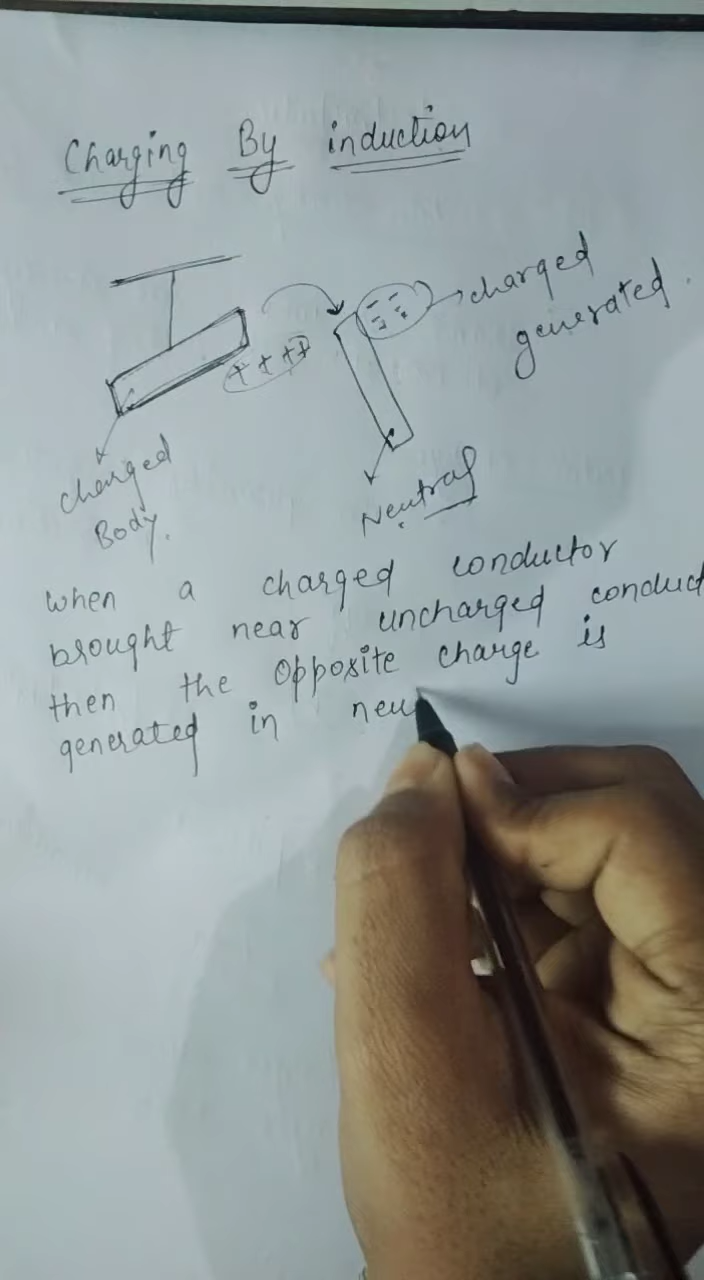 Charging By induction
charged
generated.
+ + + +
- - - -
charged
Body.
Neutral
when a charged conductor
brought near uncharged conduct
then the opposite charge is
generated in neu